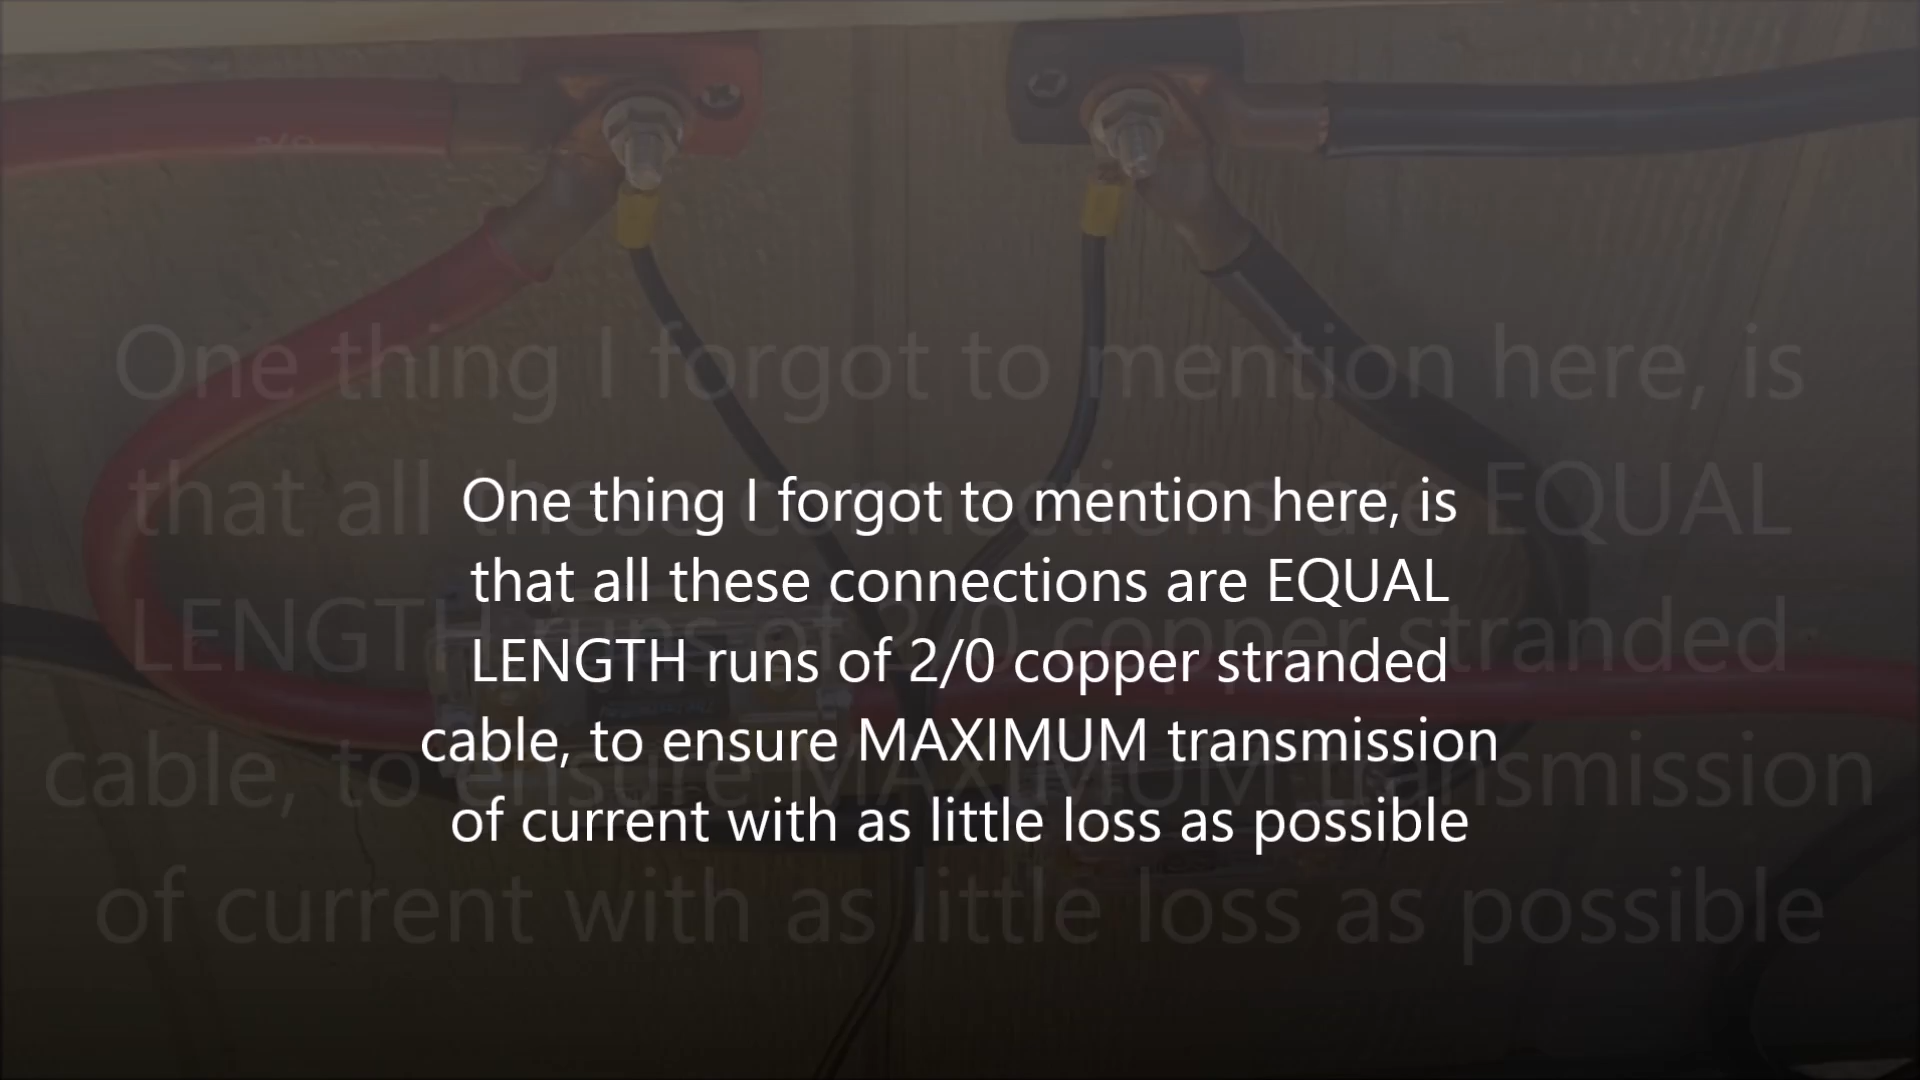 One thing I forgot to mention here, is
that all these connections are EQUAL
LENGTH runs of 2/0 copper stranded
cable, to ensure MAXIMUM transmission
of current with as little loss as possible